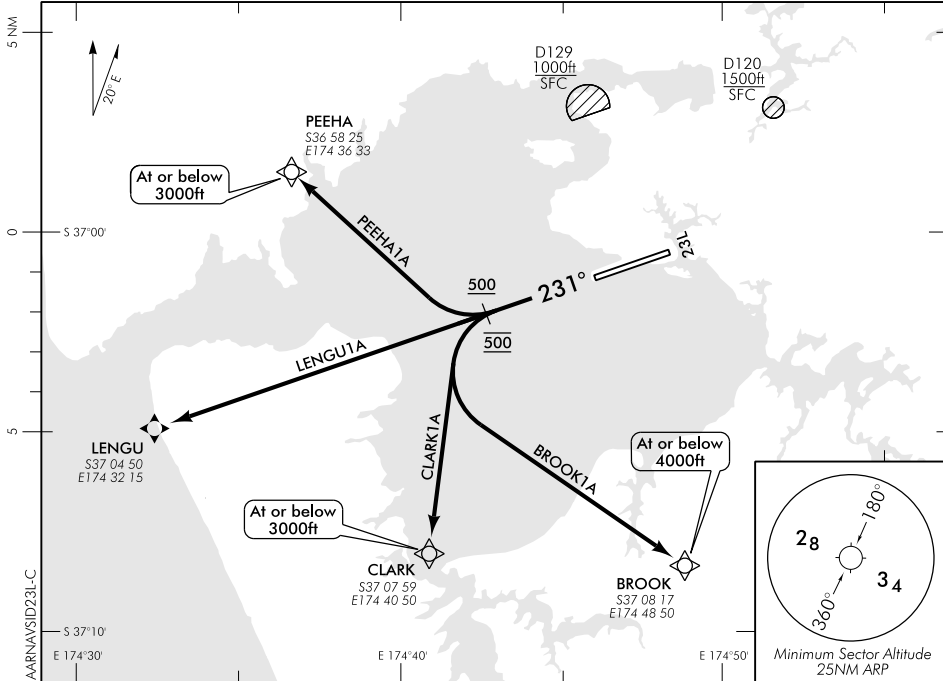 5 NM
20° E
D129
1000ft
SFC
D120
1500ft
SFC
PEEHA
S36 58 25
E174 36 33
At or below
3000ft
PEEHA1A
0
S 37°00'
23L
231°
500
500
LENGU1A
LENGU
S37 04 50
E174 32 15
5
CLARK1A
BROOK1A
At or below
4000ft
At or below
3000ft
CLARK
S37 07 59
E174 40 50
BROOK
S37 08 17
E174 48 50
180°
28
34
360°
Minimum Sector Altitude
25NM ARP
S 37°10'
E 174°30'
E 174°40'
E 174°50'
AARNAVSID23L-C